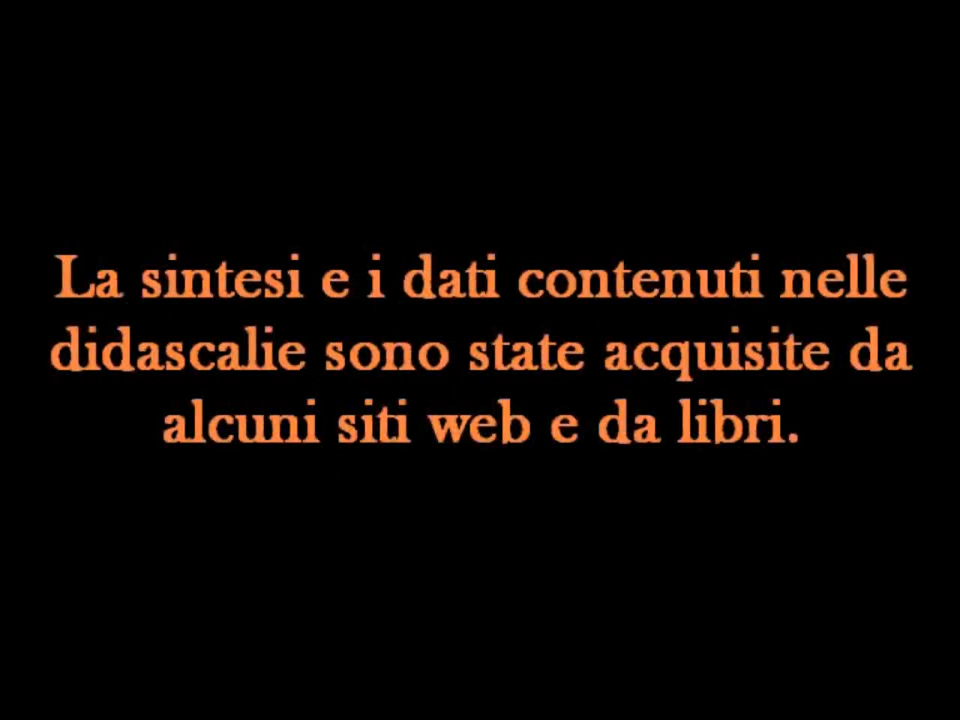 La sintesi e i dati contenuti nelle
didascalie sono state acquisite da
alcuni siti web e da libri.